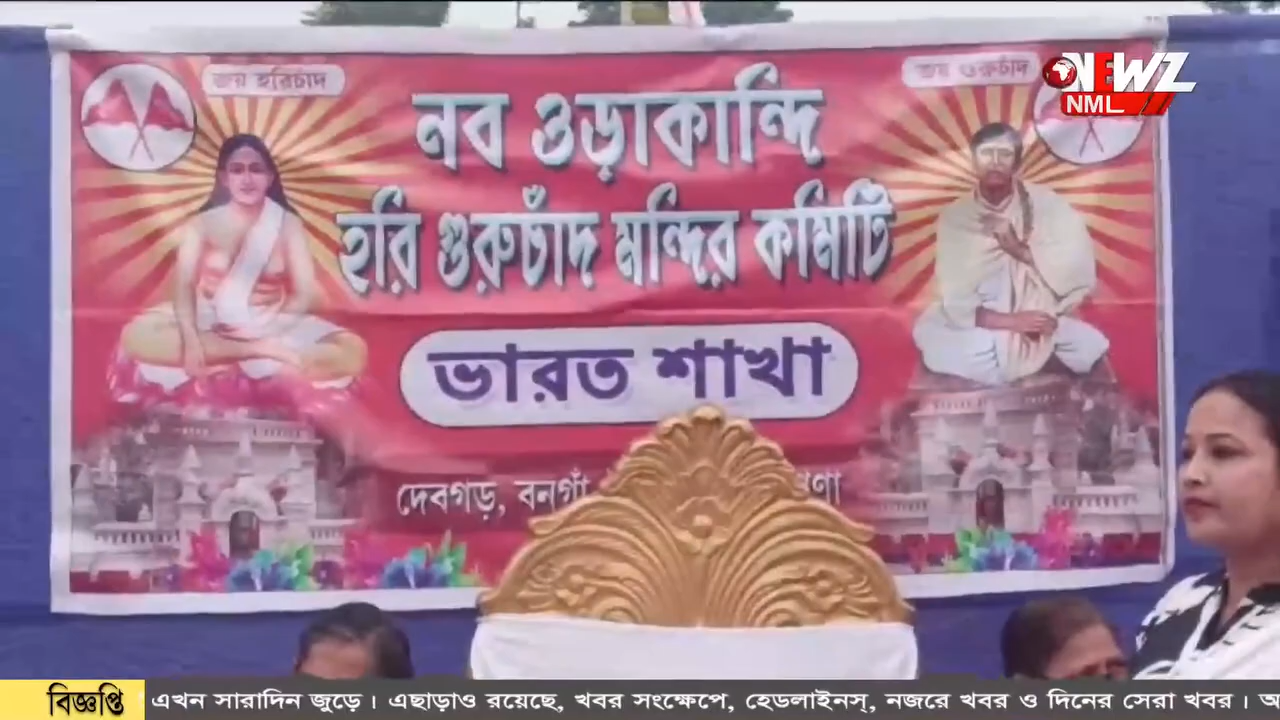 জয় হরিচাঁদ
জয় গুরুচাঁদ
NEWZ
NML
নব ওড়াকান্দি
হরি গুরুচাঁদ মন্দির কমিটি
ভারত শাখা
দেবগড়, বনগাঁ
বিজ্ঞপ্তি
এখন সারাদিন জুড়ে। এছাড়াও রয়েছে, খবর সংক্ষেপে, হেডলাইনস্, নজরে খবর ও দিনের সেরা খবর।